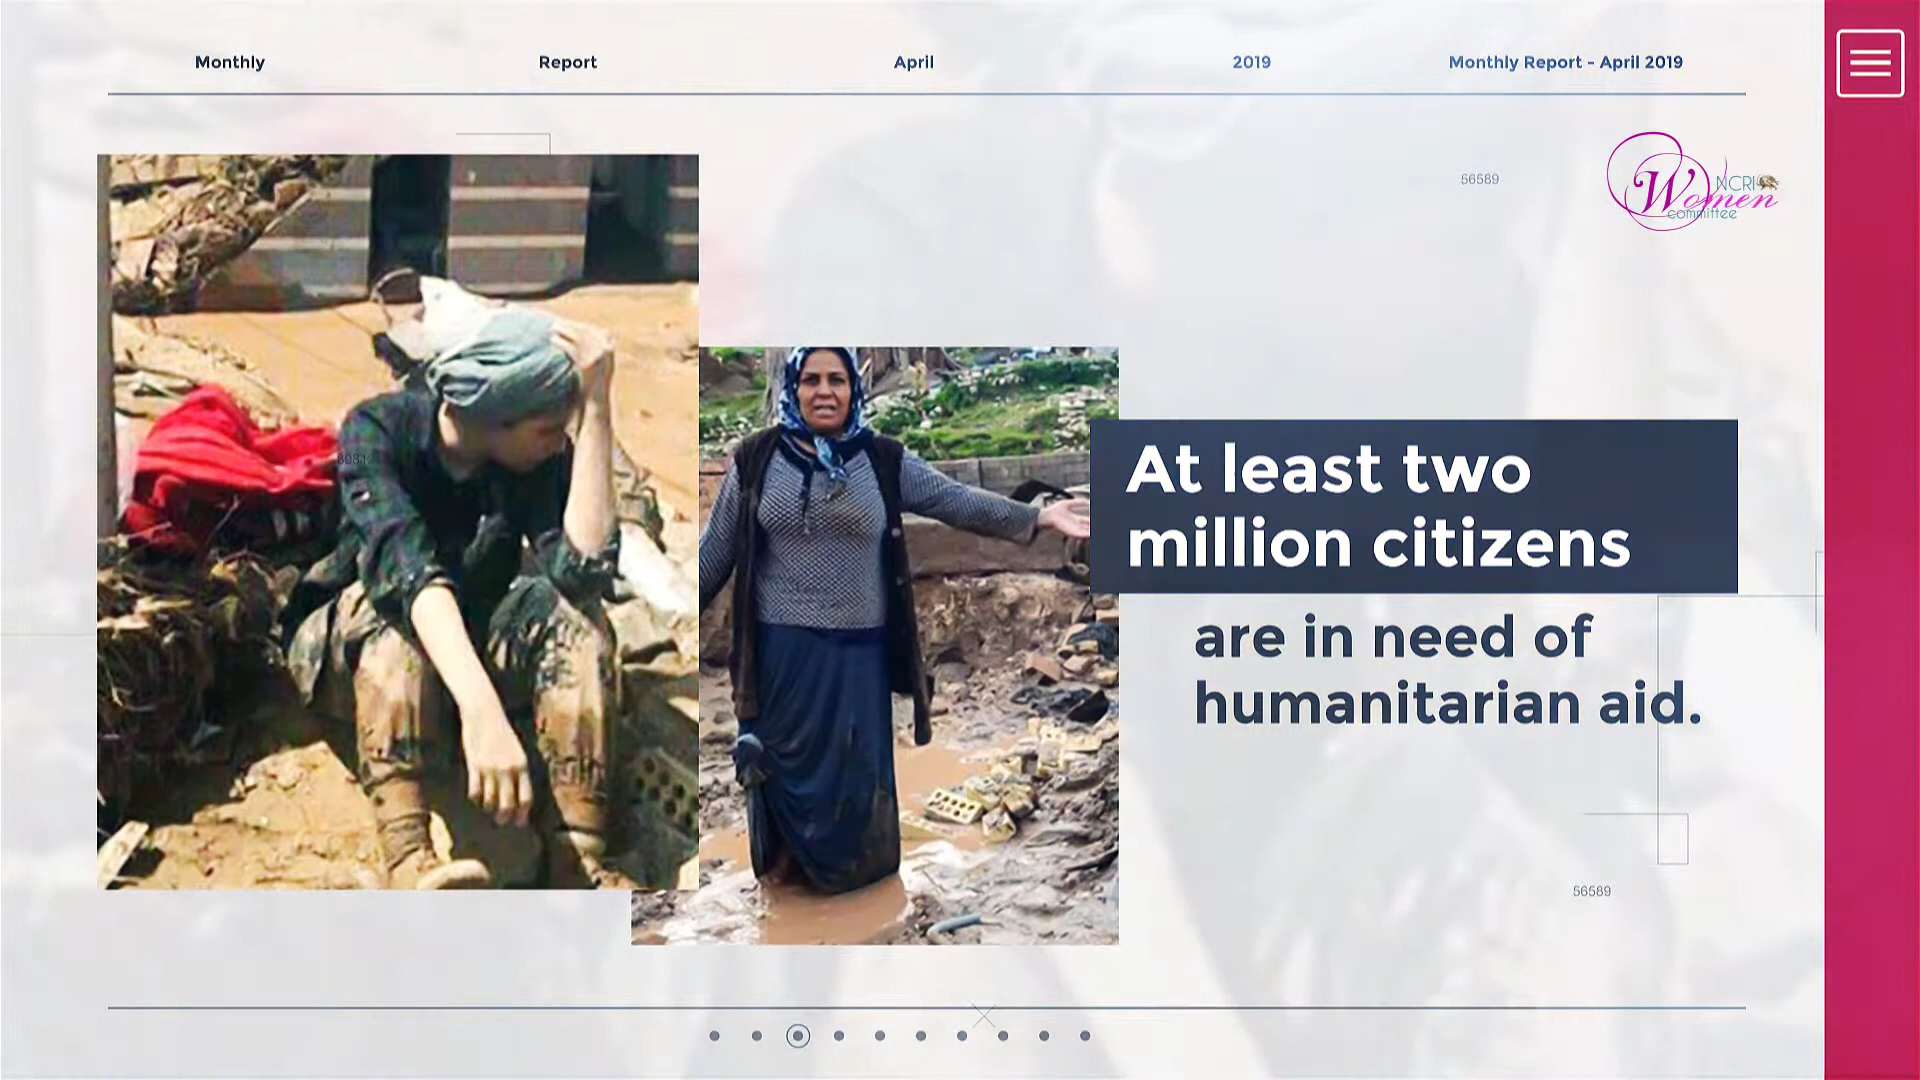 Monthly Report April 2019 Monthly Report - April 2019
56589
NCRI
Women
committee
At least two
million citizens
are in need of
humanitarian aid.
56589